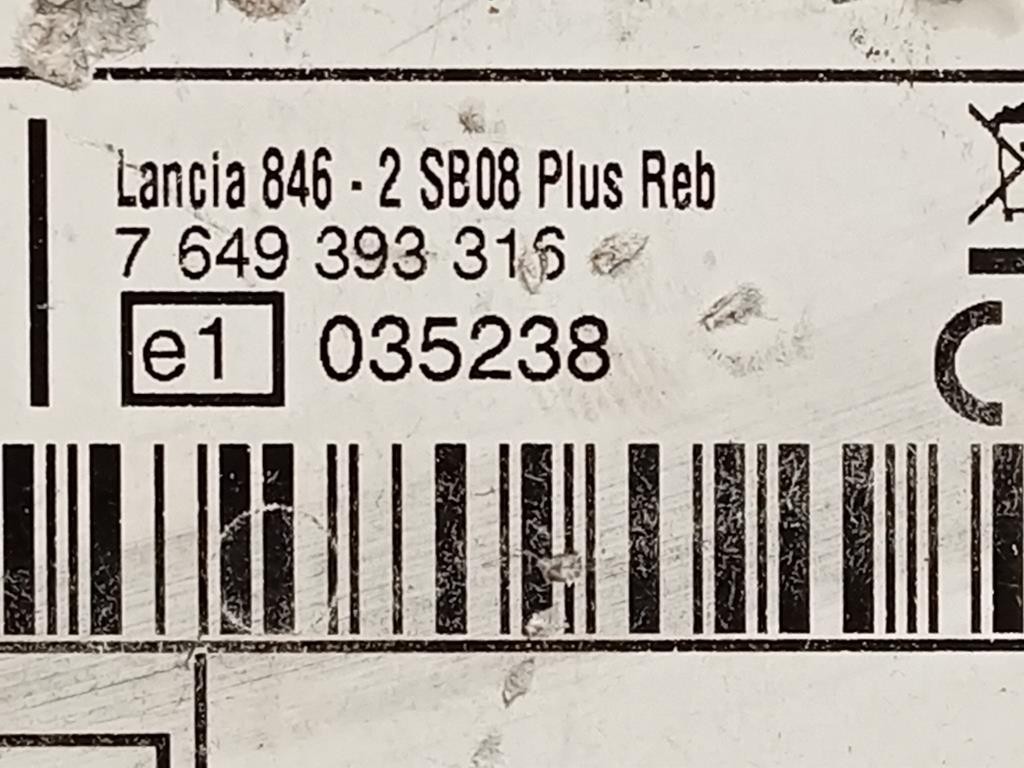 Lancia 846 - 2 SB08 Plus Reb
7 649 393 316
e1 035238